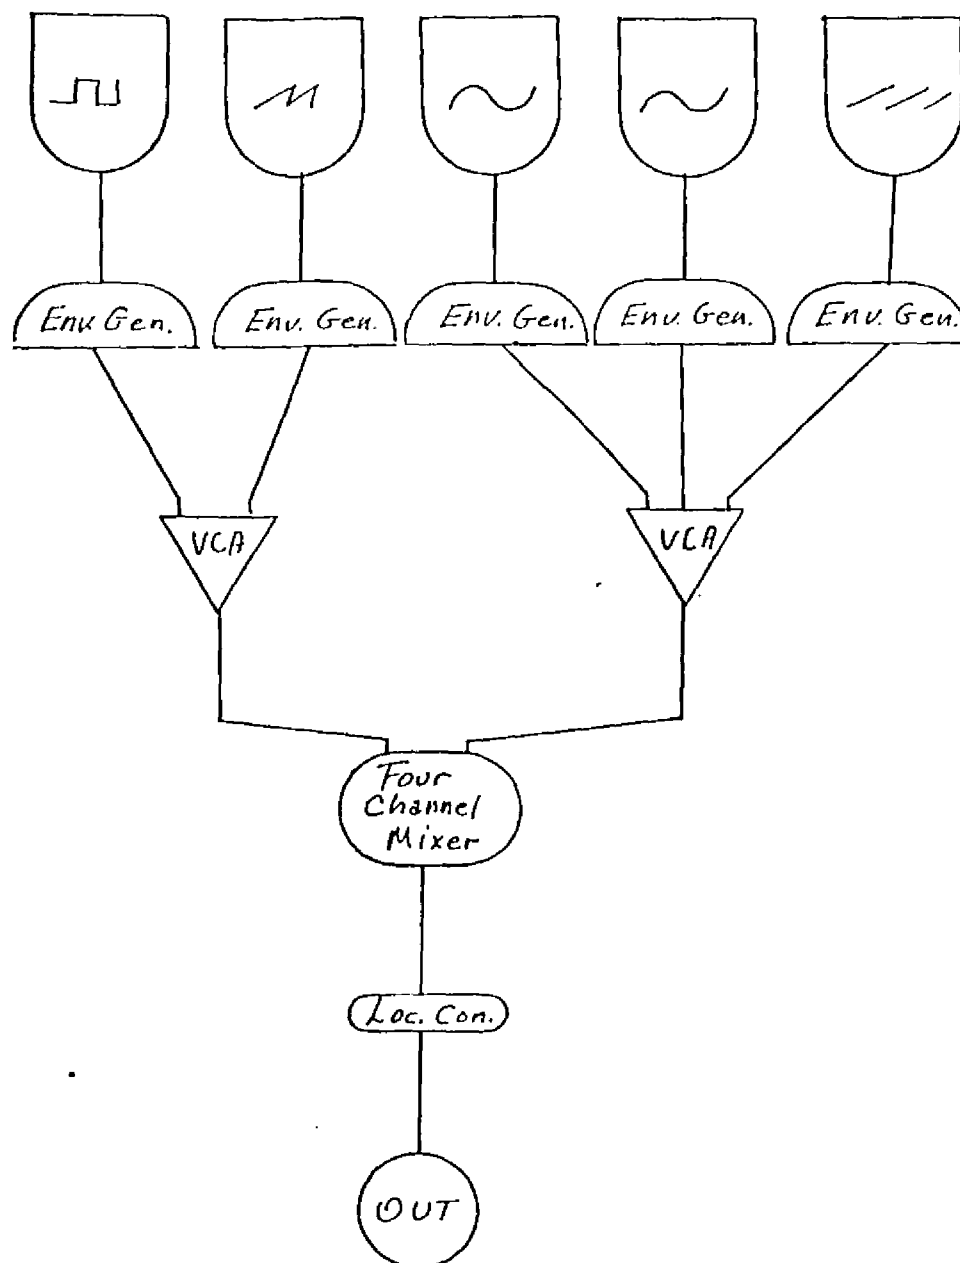 Env. Gen.
Env. Gen.
Env. Gen.
Env. Gen.
Env. Gen.
VCA
VCA
Four
Channel
Mixer
Loc. Con.
OUT